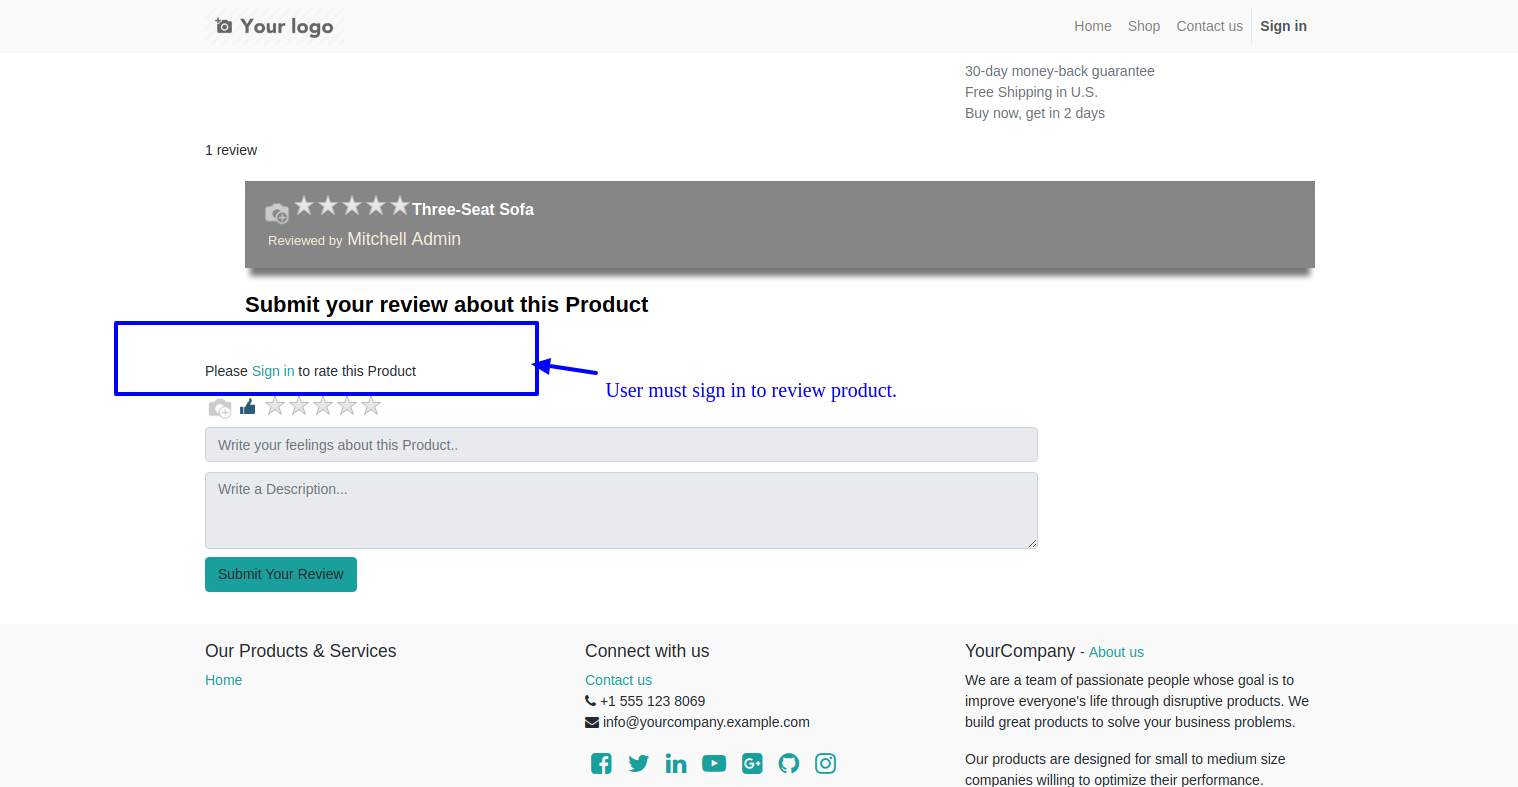 Your logo
Home Shop Contact us Sign in
30-day money-back guarantee
Free Shipping in U.S.
Buy now, get in 2 days
1 review
Three-Seat Sofa
Reviewed by Mitchell Admin
Submit your review about this Product
Please Sign in to rate this Product
User must sign in to review product.
Write your feelings about this Product..
Write a Description...
Submit Your Review
Our Products & Services
Home
Connect with us
Contact us
+1 555 123 8069
info@yourcompany.example.com
YourCompany - About us
We are a team of passionate people whose goal is to
improve everyone's life through disruptive products. We
build great products to solve your business problems.
Our products are designed for small to medium size
companies willing to optimize their performance.